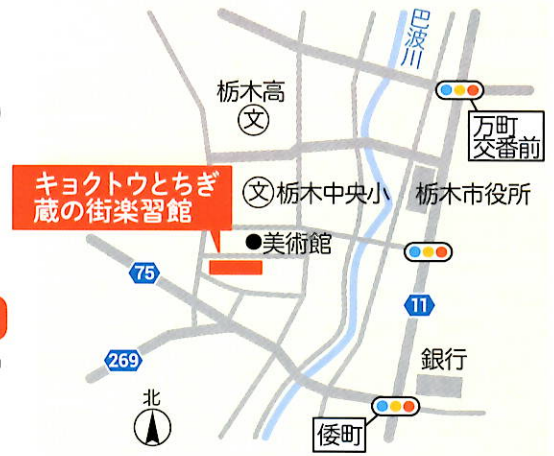 巴波川
栃木高
文
万町
交番前
キョクトウとちぎ
蔵の街楽習館
文
栃木中央小
栃木市役所
美術館
75
11
269
銀行
北
倭町